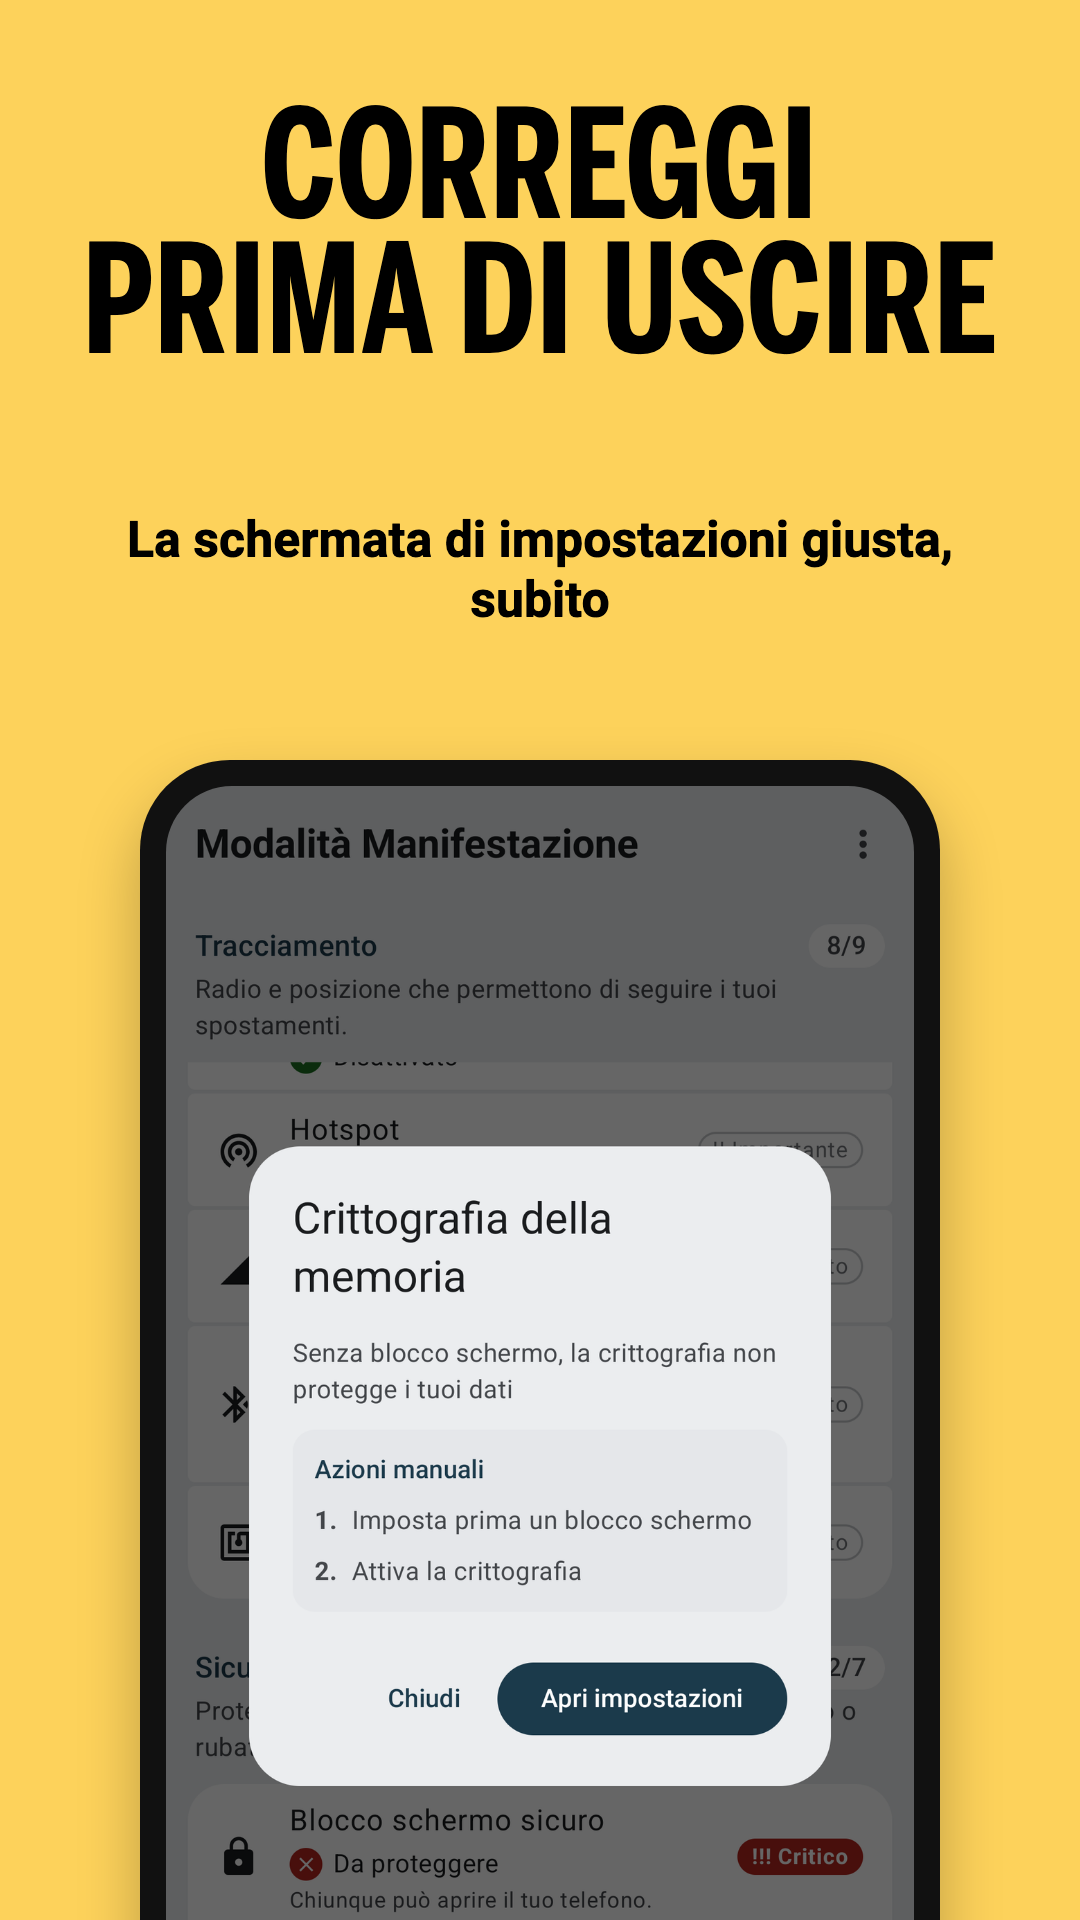 CORREGGI
PRIMA DI USCIRE
La schermata di impostazioni giusta,
subito
Modalità Manifestazione
Tracciamento
8/9
Radio e posizione che permettono di seguire i tuoi
spostamenti.
Hotspot
Crittografia della
memoria
Senza blocco schermo, la crittografia non
protegge i tuoi dati
Azioni manuali
1. Imposta prima un blocco schermo
2. Attiva la crittografia
2/7
Chiudi
Apri impostazioni
Blocco schermo sicuro
Da proteggere
!!! Critico
Chiunque può aprire il tuo telefono.